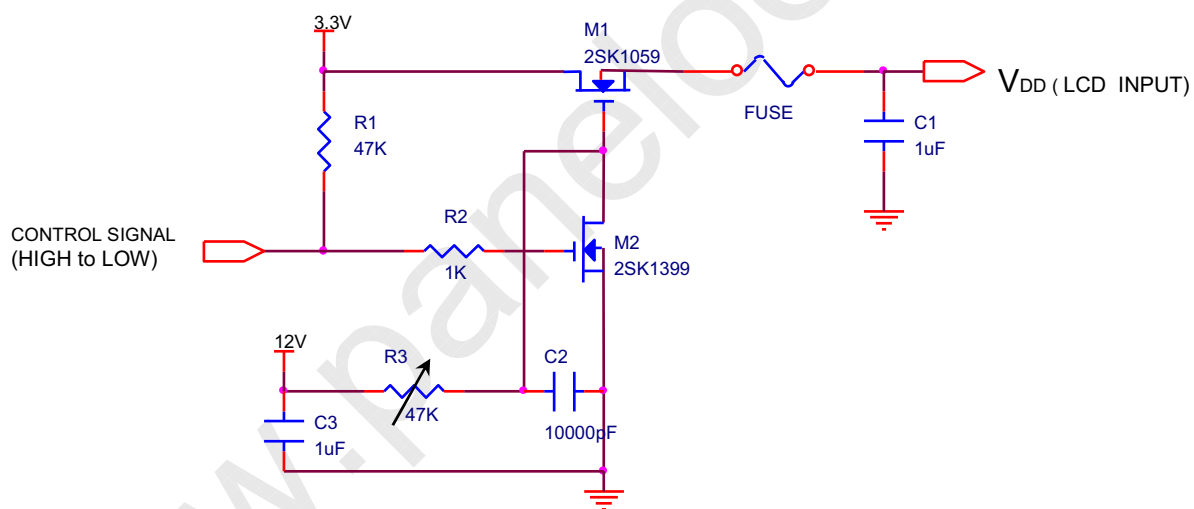 3.3V
M1
2SK1059
FUSE
VDD ( LCD INPUT)
R1
47K
C1
1uF
CONTROL SIGNAL
(HIGH to LOW)
R2
1K
M2
2SK1399
12V
R3
47K
C2
10000pF
C3
1uF
w.panelo